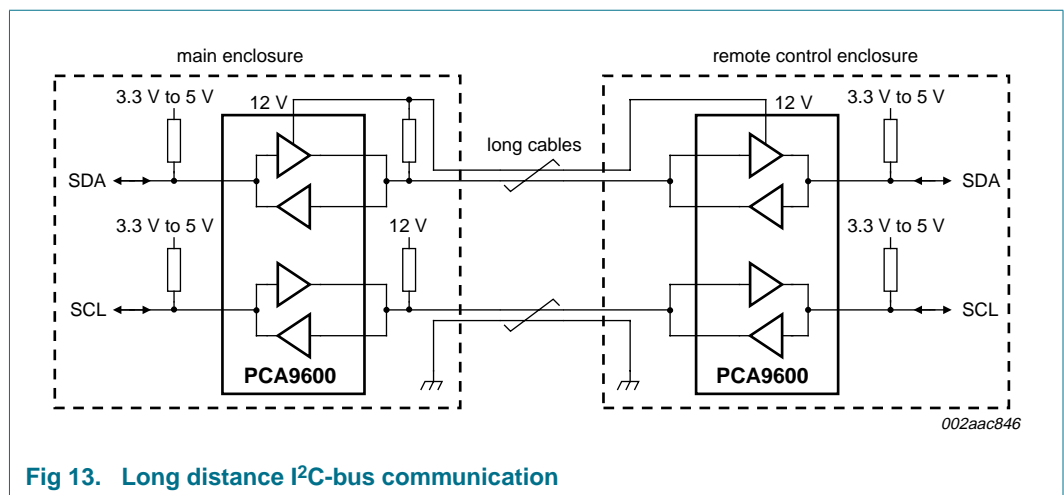 main enclosure
remote control enclosure
3.3 V to 5 V
12 V
12 V
3.3 V to 5 V
long cables
SDA
SDA
3.3 V to 5 V
12 V
3.3 V to 5 V
SCL
SCL
PCA9600
PCA9600
002aac846
Fig 13. Long distance I²C-bus communication